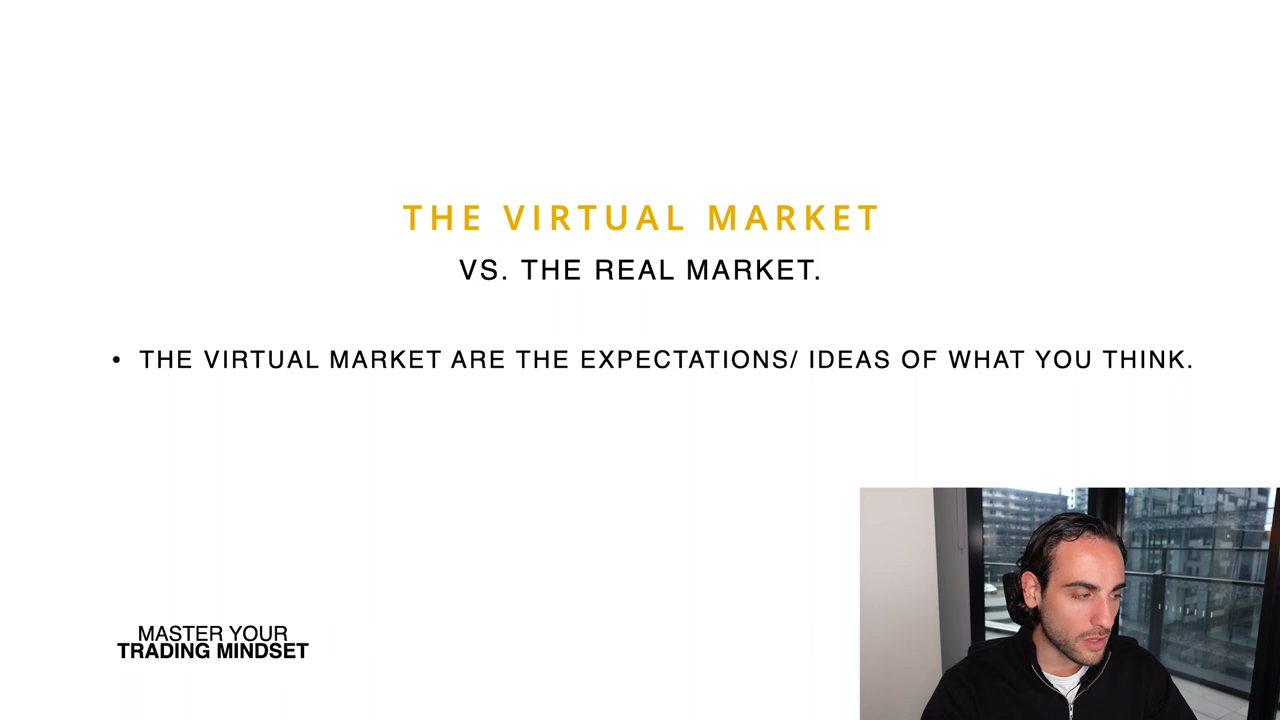 THE VIRTUAL MARKET
VS. THE REAL MARKET.
• THE VIRTUAL MARKET ARE THE EXPECTATIONS/ IDEAS OF WHAT YOU THINK.
MASTER YOUR
TRADING MINDSET